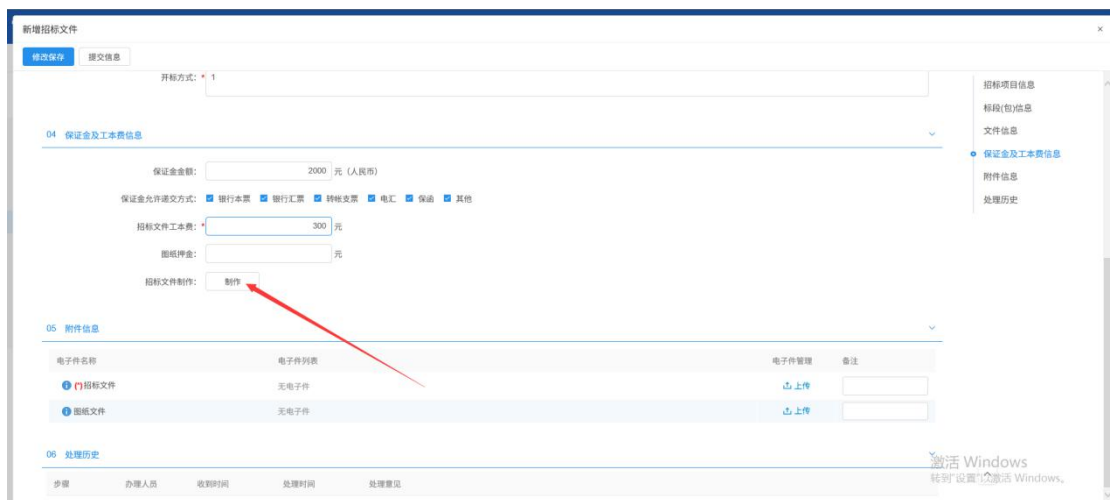 新增招标文件 ×
修改保存 提交信息
开标方式: * 1
招标项目信息
标段(包)信息
文件信息
保证金及工本费信息
附件信息
处理历史
04 保证金及工本费信息
保证金金额: 2000 元 (人民币)
保证金允许递交方式: 银行本票 银行汇票 转帐支票 电汇 保函 其他
招标文件工本费: * 300 元
图纸押金: 元
招标文件制作: 制作
05 附件信息
电子件名称 电子件列表 电子件管理 备注
(*)招标文件 无电子件 上传
图纸文件 无电子件 上传
06 处理历史
步骤 办理人员 收到时间 处理时间 处理意见
激活 Windows
转到"设置"以激活 Windows。